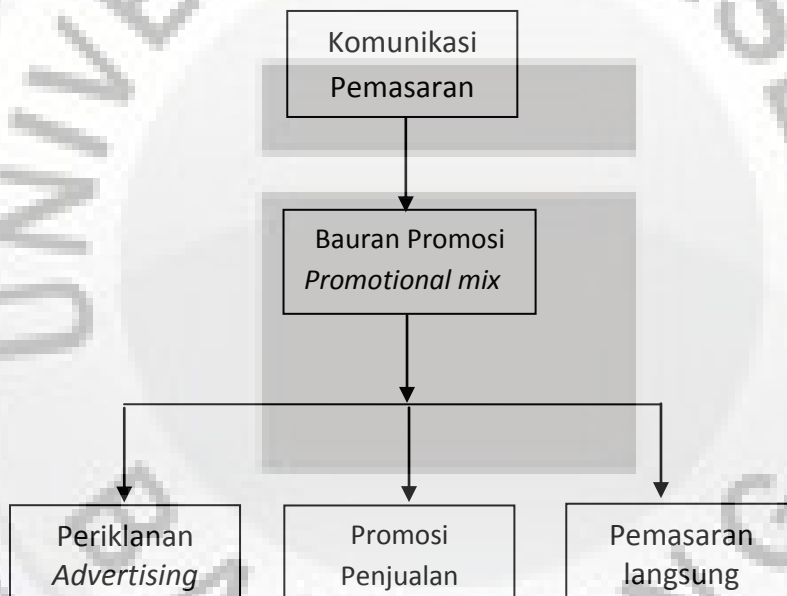 Komunikasi
Pemasaran
Bauran Promosi
Promotional mix
Periklanan
Advertising
Promosi
Penjualan
Pemasaran
langsung